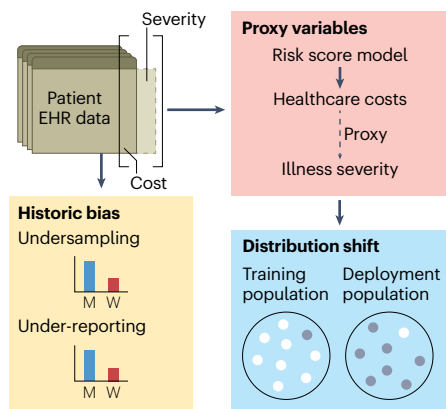 Severity
Patient
EHR data
Cost
Proxy variables
Risk score model
Healthcare costs
Proxy
Illness severity
Historic bias
Undersampling
M W
Under-reporting
M W
Distribution shift
Training
population
Deployment
population